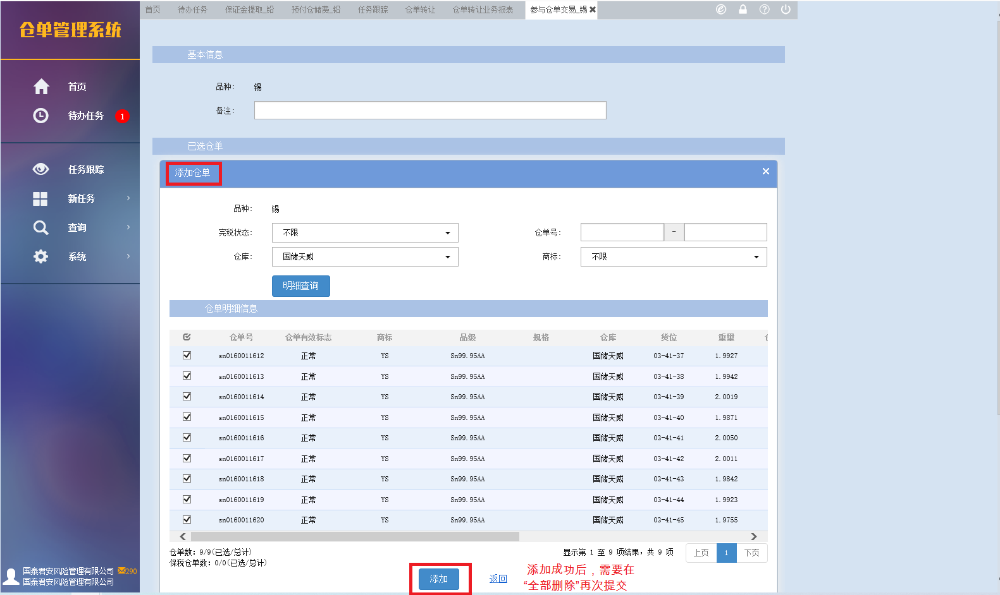 首页 待办任务 保证金提取_铅 预付仓储费_铅 任务跟踪 仓单转让 仓单转让业务报表 参与仓单交易_锡
仓单管理系统
首页
待办任务 1
任务跟踪
新任务
查询
系统
国泰君安风险管理有限公司 290
国泰君安风险管理有限公司
基本信息
品种： 锡
备注：
已选仓单
添加仓单
品种： 锡
完税状态： 不限 仓单号： -
仓库： 国储天威 商标： 不限
明细查询
仓单明细信息
仓单号 仓单有效标志 商标 品级 规格 仓库 货位 重量
sn0160011612 正常 YS Sn99.95AA 国储天威 03-41-37 1.9927
sn0160011613 正常 YS Sn99.95AA 国储天威 03-41-38 1.9942
sn0160011614 正常 YS Sn99.95AA 国储天威 03-41-39 2.0019
sn0160011615 正常 YS Sn99.95AA 国储天威 03-41-40 1.9871
sn0160011616 正常 YS Sn99.95AA 国储天威 03-41-41 2.0050
sn0160011617 正常 YS Sn99.95AA 国储天威 03-41-42 2.0011
sn0160011618 正常 YS Sn99.95AA 国储天威 03-41-43 1.9842
sn0160011619 正常 YS Sn99.95AA 国储天威 03-41-44 1.9923
sn0160011620 正常 YS Sn99.95AA 国储天威 03-41-45 1.9755
仓单数：9/9(已选/总计)
保税仓单数：0/0(已选/总计)
显示第 1 至 9 项结果，共 9 项 上页 1 下页
添加 返回
添加成功后，需要在
“全部删除”再次提交